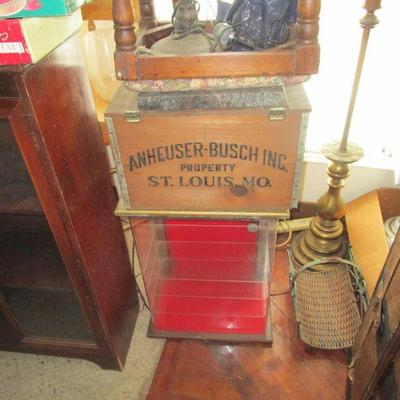 ANHEUSER-BUSCH INC.
PROPERTY
ST. LOUIS, MO.